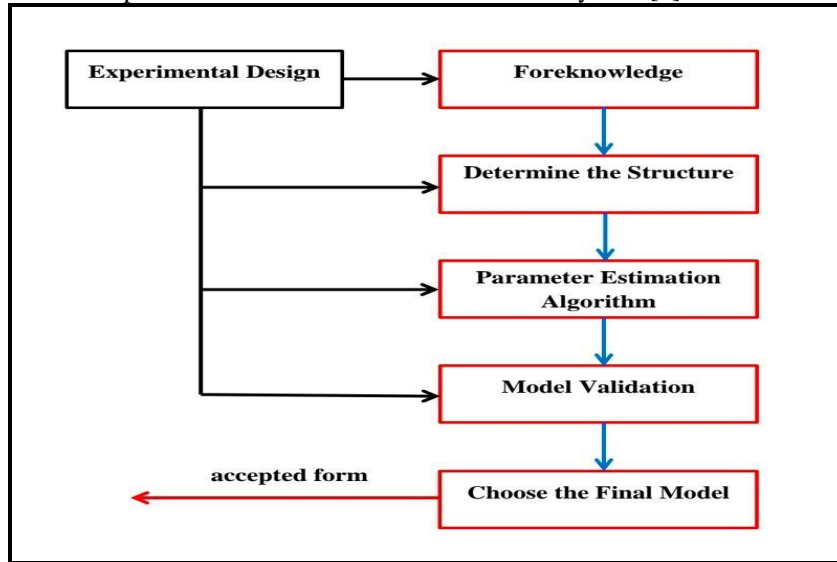 Experimental Design
Foreknowledge
Determine the Structure
Parameter Estimation
Algorithm
Model Validation
accepted form
Choose the Final Model